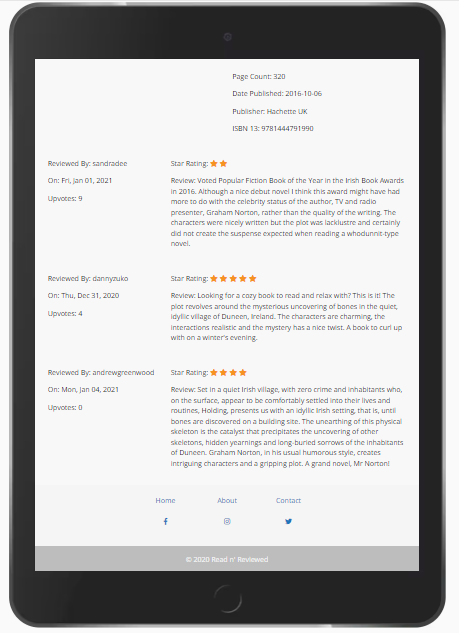 Page Count: 320
Date Published: 2016-10-06
Publisher: Hachette UK
ISBN 13: 9781444791990
Reviewed By: sandradee
On: Fri, Jan 01, 2021
Upvotes: 9
Star Rating:
Review: Voted Popular Fiction Book of the Year in the Irish Book Awards
in 2016. Although a nice debut novel I think this award might have had
more to do with the celebrity status of the author, TV and radio
presenter, Graham Norton, rather than the quality of the writing. The
characters were nicely written but the plot was lacklustre and certainly
did not create the suspense expected when reading a whodunnit-type
novel.
Reviewed By: dannyzuko
On: Thu, Dec 31, 2020
Upvotes: 4
Star Rating:
Review: Looking for a cozy book to read and relax with? This is it! The
plot revolves around the mysterious uncovering of bones in the quiet,
idyllic village of Duneen, Ireland. The characters are charming, the
interactions realistic and the mystery has a nice twist. A book to curl up
with on a winter's evening.
Reviewed By: andrewgreenwood
On: Mon, Jan 04, 2021
Upvotes: 0
Star Rating:
Review: Set in a quiet Irish village, with zero crime and inhabitants who,
on the surface, appear to be comfortably settled into their lives and
routines, Holding, presents us with an idyllic Irish setting, that is, until
bones are discovered on a building site. The unearthing of this physical
skeleton is the catalyst that precipitates the uncovering of other
skeletons, hidden yearnings and long-buried sorrows of the inhabitants
of Duneen. Graham Norton, in his usual humorous style, creates
intriguing characters and a gripping plot. A grand novel, Mr Norton!
Home About Contact
© 2020 Read n' Reviewed